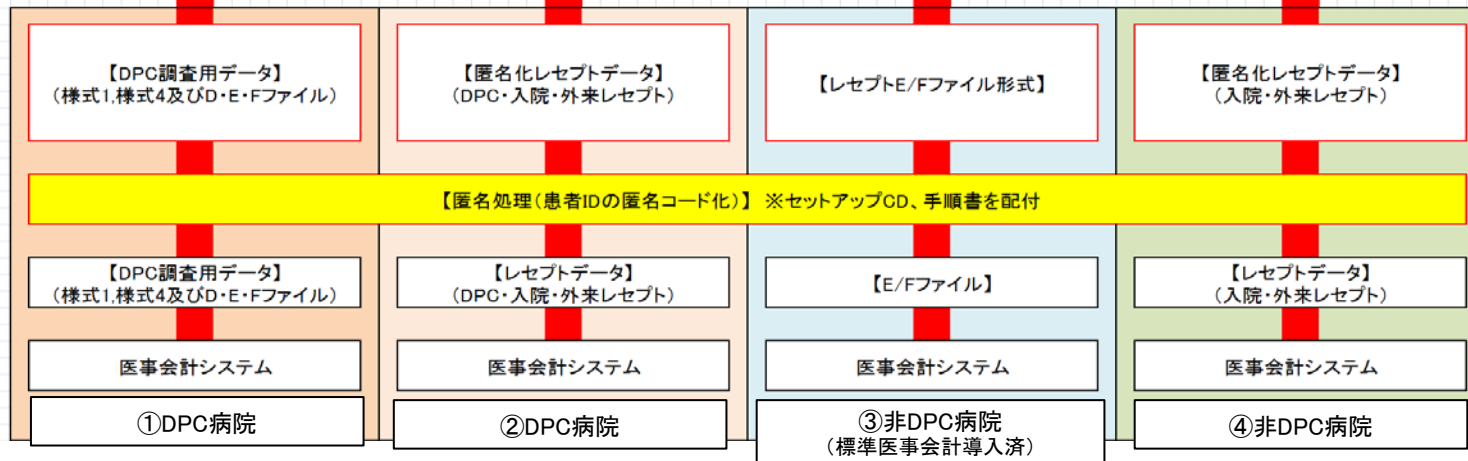 【DPC調査用データ】
(様式1,様式4及びD・E・Fファイル)
【匿名化レセプトデータ】
(DPC・入院・外来レセプト)
【レセプトE/Fファイル形式】
【匿名化レセプトデータ】
(入院・外来レセプト)
【匿名処理(患者IDの匿名コード化)】 ※セットアップCD、手順書を配付
【DPC調査用データ】
(様式1,様式4及びD・E・Fファイル)
【レセプトデータ】
(DPC・入院・外来レセプト)
【E/Fファイル】
【レセプトデータ】
(入院・外来レセプト)
医事会計システム
医事会計システム
医事会計システム
医事会計システム
①DPC病院
②DPC病院
③非DPC病院
(標準医事会計導入済)
④非DPC病院